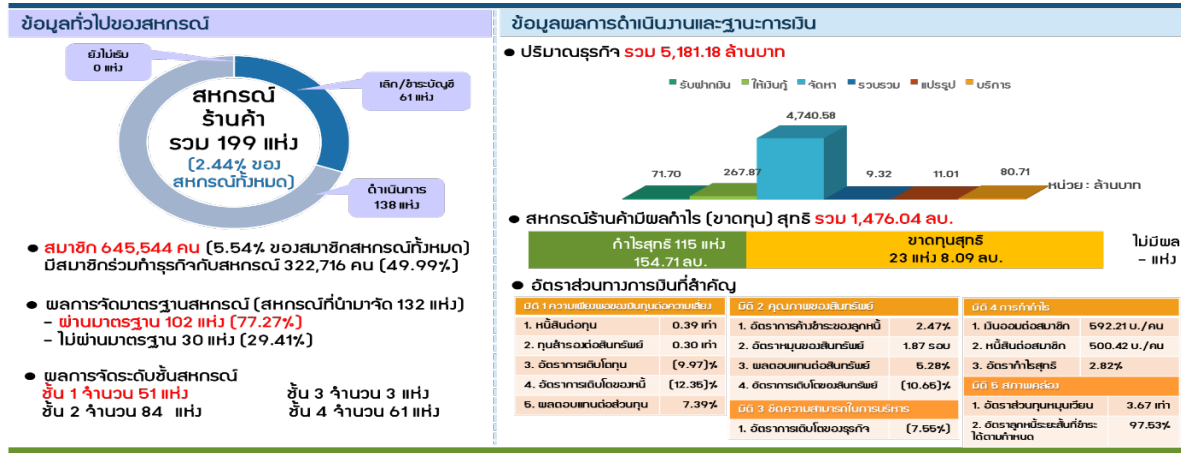 ข้อมูลทั่วไปของสหกรณ์
ยังไม่เริ่ม
0 แห่ง
เลิก/ชำระบัญชี
61 แห่ง
สหกรณ์
ร้านค้า
รวม 199 แห่ง
(2.44% ของ
สหกรณ์ทั้งหมด)
ดำเนินการ
138 แห่ง
● สมาชิก 645,544 คน (5.54% ของสมาชิกสหกรณ์ทั้งหมด)
มีสมาชิกร่วมทำธุรกิจกับสหกรณ์ 322,716 คน (49.99%)
● ผลการจัดมาตรฐานสหกรณ์ (สหกรณ์ที่นำมาจัด 132 แห่ง)
- ผ่านมาตรฐาน 102 แห่ง (77.27%)
- ไม่ผ่านมาตรฐาน 30 แห่ง (29.41%)
● ผลการจัดระดับชั้นสหกรณ์
ชั้น 1 จำนวน 51 แห่ง ชั้น 3 จำนวน 3 แห่ง
ชั้น 2 จำนวน 84 แห่ง ชั้น 4 จำนวน 61 แห่ง
ข้อมูลผลการดำเนินงานและฐานะการเงิน
● ปริมาณธุรกิจ รวม 5,181.18 ล้านบาท
รับฝากเงิน ให้เงินกู้ จัดหา รวบรวม แปรรูป บริการ
4,740.58
71.70 267.87 9.32 11.01 80.71
หน่วย : ล้านบาท
● สหกรณ์ร้านค้ามีผลกำไร (ขาดทุน) สุทธิ รวม 1,476.04 ลบ.
กำไรสุทธิ 115 แห่ง
154.71 ลบ.
ขาดทุนสุทธิ
23 แห่ง 8.09 ลบ.
ไม่มีผล
- แห่ง
● อัตราส่วนทางการเงินที่สำคัญ
มิติ 1 ความเพียงพอของเงินทุนต่อความเสี่ยง
1. หนี้สินต่อทุน 0.39 เท่า
2. ทุนสำรองต่อสินทรัพย์ 0.30 เท่า
3. อัตราการเติบโตทุน (9.97)%
4. อัตราการเติบโตของหนี้ (12.35)%
5. ผลตอบแทนต่อส่วนทุน 7.39%
มิติ 2 คุณภาพของสินทรัพย์
1. อัตราการค้างชำระของลูกหนี้ 2.47%
2. อัตราหมุนของสินทรัพย์ 1.87 รอบ
3. ผลตอบแทนต่อสินทรัพย์ 5.28%
4. อัตราการเติบโตของสินทรัพย์ (10.65)%
มิติ 3 ขีดความสามารถในการบริหาร
1. อัตราการเติบโตของธุรกิจ (7.55%)
มิติ 4 การทำกำไร
1. เงินออมต่อสมาชิก 592.21 บ./คน
2. หนี้สินต่อสมาชิก 500.42 บ./คน
3. อัตรากำไรสุทธิ 2.82%
มิติ 5 สภาพคล่อง
1. อัตราส่วนทุนหมุนเวียน 3.67 เท่า
2. อัตราลูกหนี้ระยะสั้นที่ชำระ 97.53%
ได้ตามกำหนด